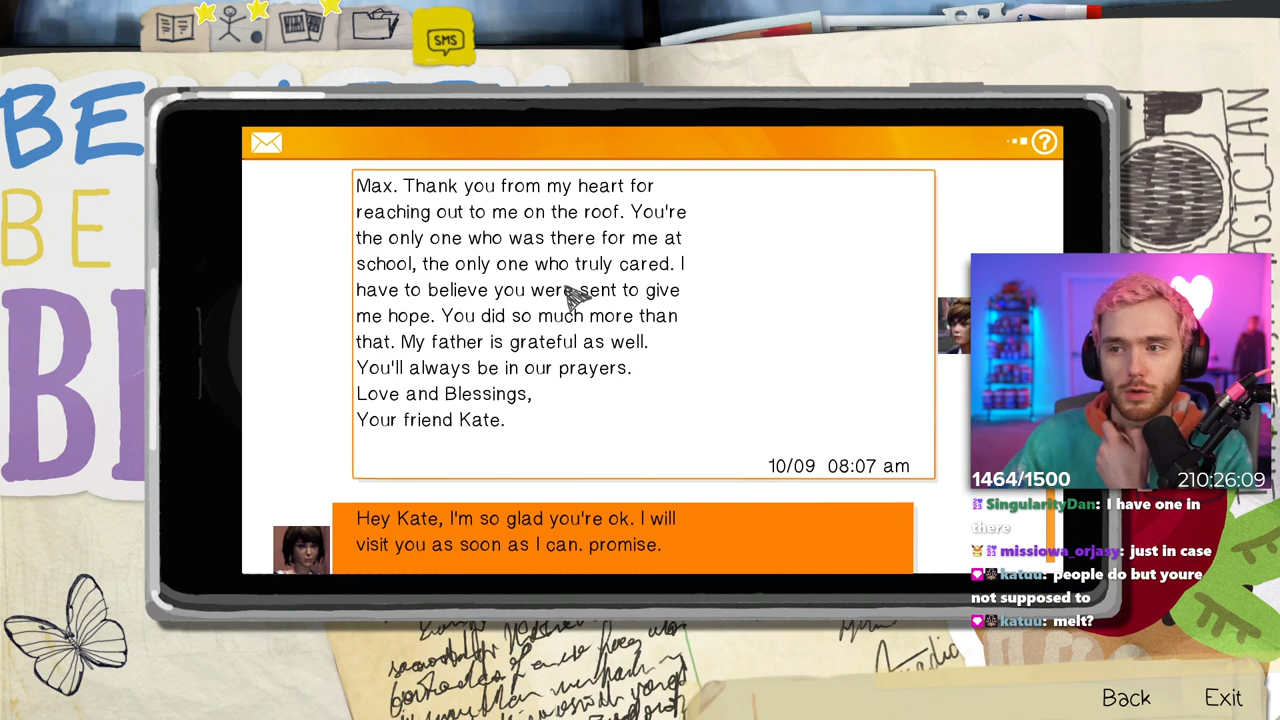 SMS
BE
BE
Max. Thank you from my heart for
reaching out to me on the roof. You're
the only one who was there for me at
school, the only one who truly cared. I
have to believe you were sent to give
me hope. You did so much more than
that. My father is grateful as well.
You'll always be in our prayers.
Love and Blessings,
Your friend Kate.
10/09 08:07 am
Hey Kate, I'm so glad you're ok. I will
visit you as soon as I can. promise.
1464/1500
210:26:09
SingularityDan: I have one in
there
missiowa_orjasy: just in case
katuu: people do but youre
not supposed to
katuu: melt?
Back
Exit